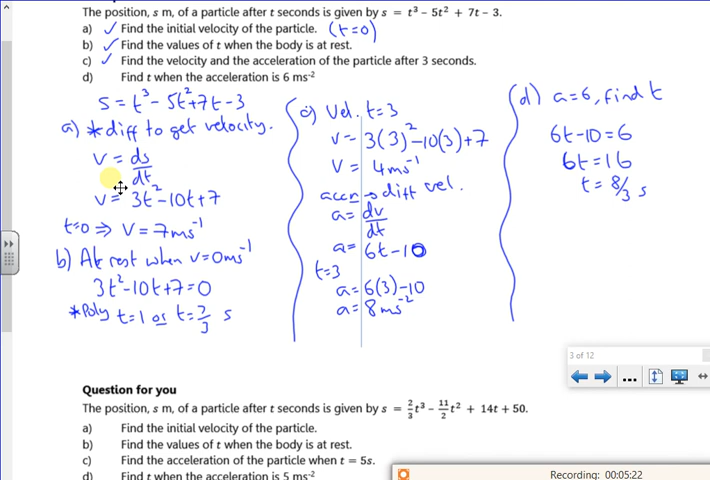 The position, s m, of a particle after t seconds is given by s = t³ − 5t² + 7t − 3.
a) ✓ Find the initial velocity of the particle. (t=0)
b) ✓ Find the values of t when the body is at rest.
c) ✓ Find the velocity and the acceleration of the particle after 3 seconds.
d) Find t when the acceleration is 6 ms⁻²
s = t³ − 5t² + 7t − 3
a) * diff to get velocity.
v = ds/dt
v = 3t² − 10t + 7
t=0 ⇒ v = 7ms⁻¹
b) At rest when v=0ms⁻¹
3t² − 10t + 7 = 0
*Poly t=1 or t=7/3 s
c) Vel. t=3
v = 3(3)² − 10(3) + 7
v = 4ms⁻¹
accn → diff vel.
a = dv/dt
a = 6t − 10
t=3
a = 6(3) − 10
a = 8ms⁻²
(d) a=6, find t
6t − 10 = 6
6t = 16
t = 8/3 s
3 of 12
Question for you
The position, s m, of a particle after t seconds is given by s = 2/3 t³ − 11/2 t² + 14t + 50.
a) Find the initial velocity of the particle.
b) Find the values of t when the body is at rest.
c) Find the acceleration of the particle when t = 5s.
d) Find t when the acceleration is 5 ms⁻²
Recording: 00:05:22